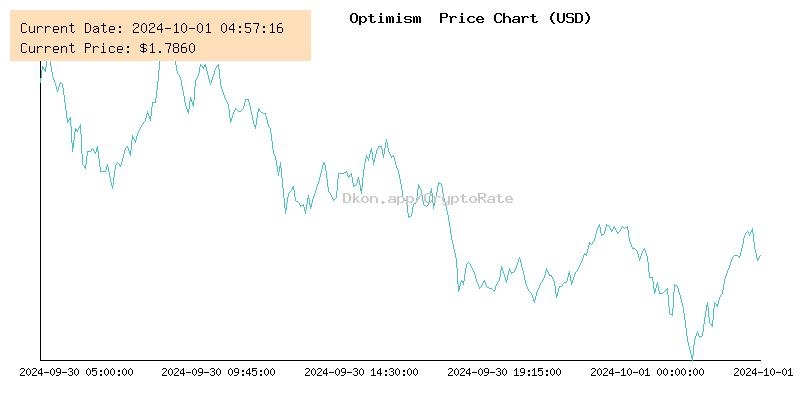 Optimism  Price Chart (USD)
Current Date: 2024-10-01 04:57:16
Current Price: $1.7860
Dkon.app/CryptoRate
2024-09-30 05:00:00 2024-09-30 09:45:00 2024-09-30 14:30:00 2024-09-30 19:15:00 2024-10-01 00:00:00 2024-10-01